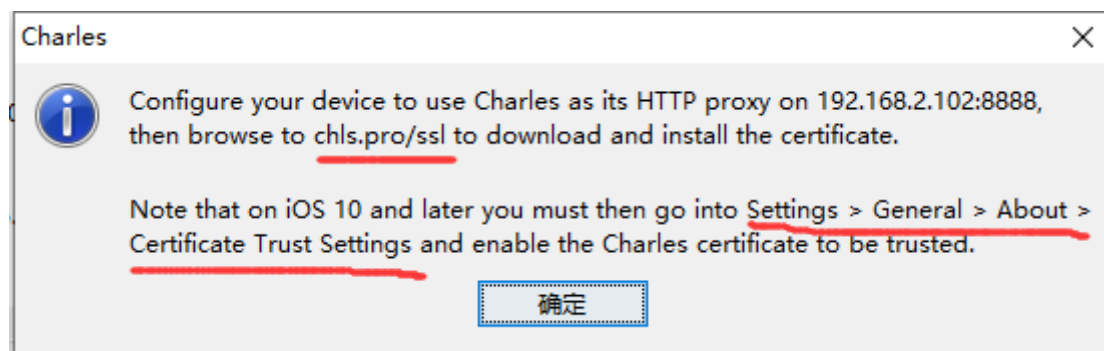 Charles
Configure your device to use Charles as its HTTP proxy on 192.168.2.102:8888,
then browse to chls.pro/ssl to download and install the certificate.
Note that on iOS 10 and later you must then go into Settings > General > About >
Certificate Trust Settings and enable the Charles certificate to be trusted.
确定